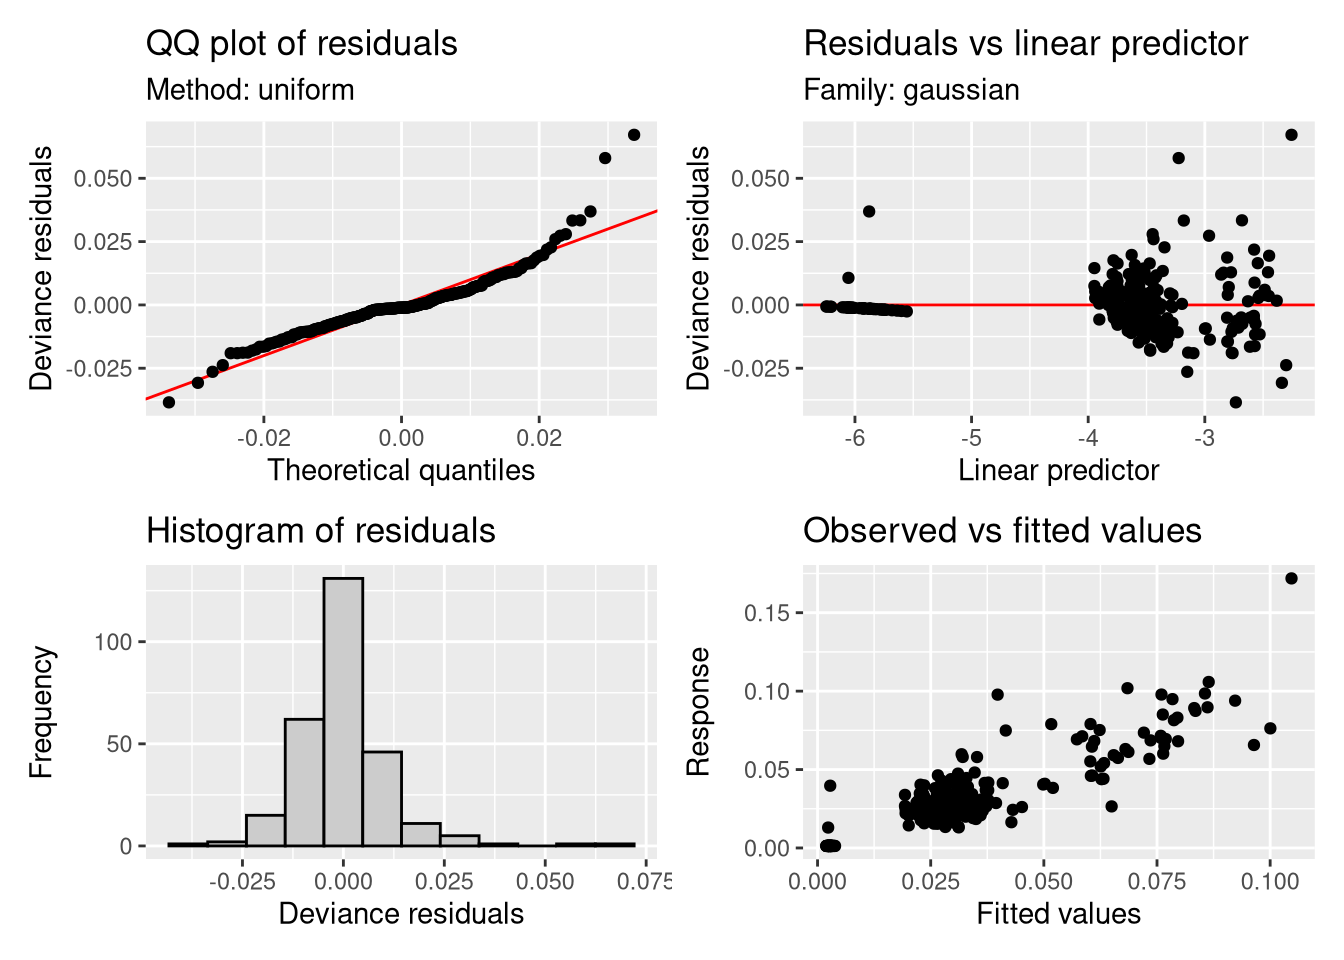 QQ plot of residuals
Method: uniform
Deviance residuals
0.050
0.025
0.000
-0.025
-0.02
0.00
0.02
Theoretical quantiles
Residuals vs linear predictor
Family: gaussian
Deviance residuals
0.050
0.025
0.000
-0.025
-6
-5
-4
-3
Linear predictor
Histogram of residuals
Frequency
100
50
0
-0.025
0.000
0.025
0.050
0.075
Deviance residuals
Observed vs fitted values
Response
0.15
0.10
0.05
0.00
0.000
0.025
0.050
0.075
0.100
Fitted values